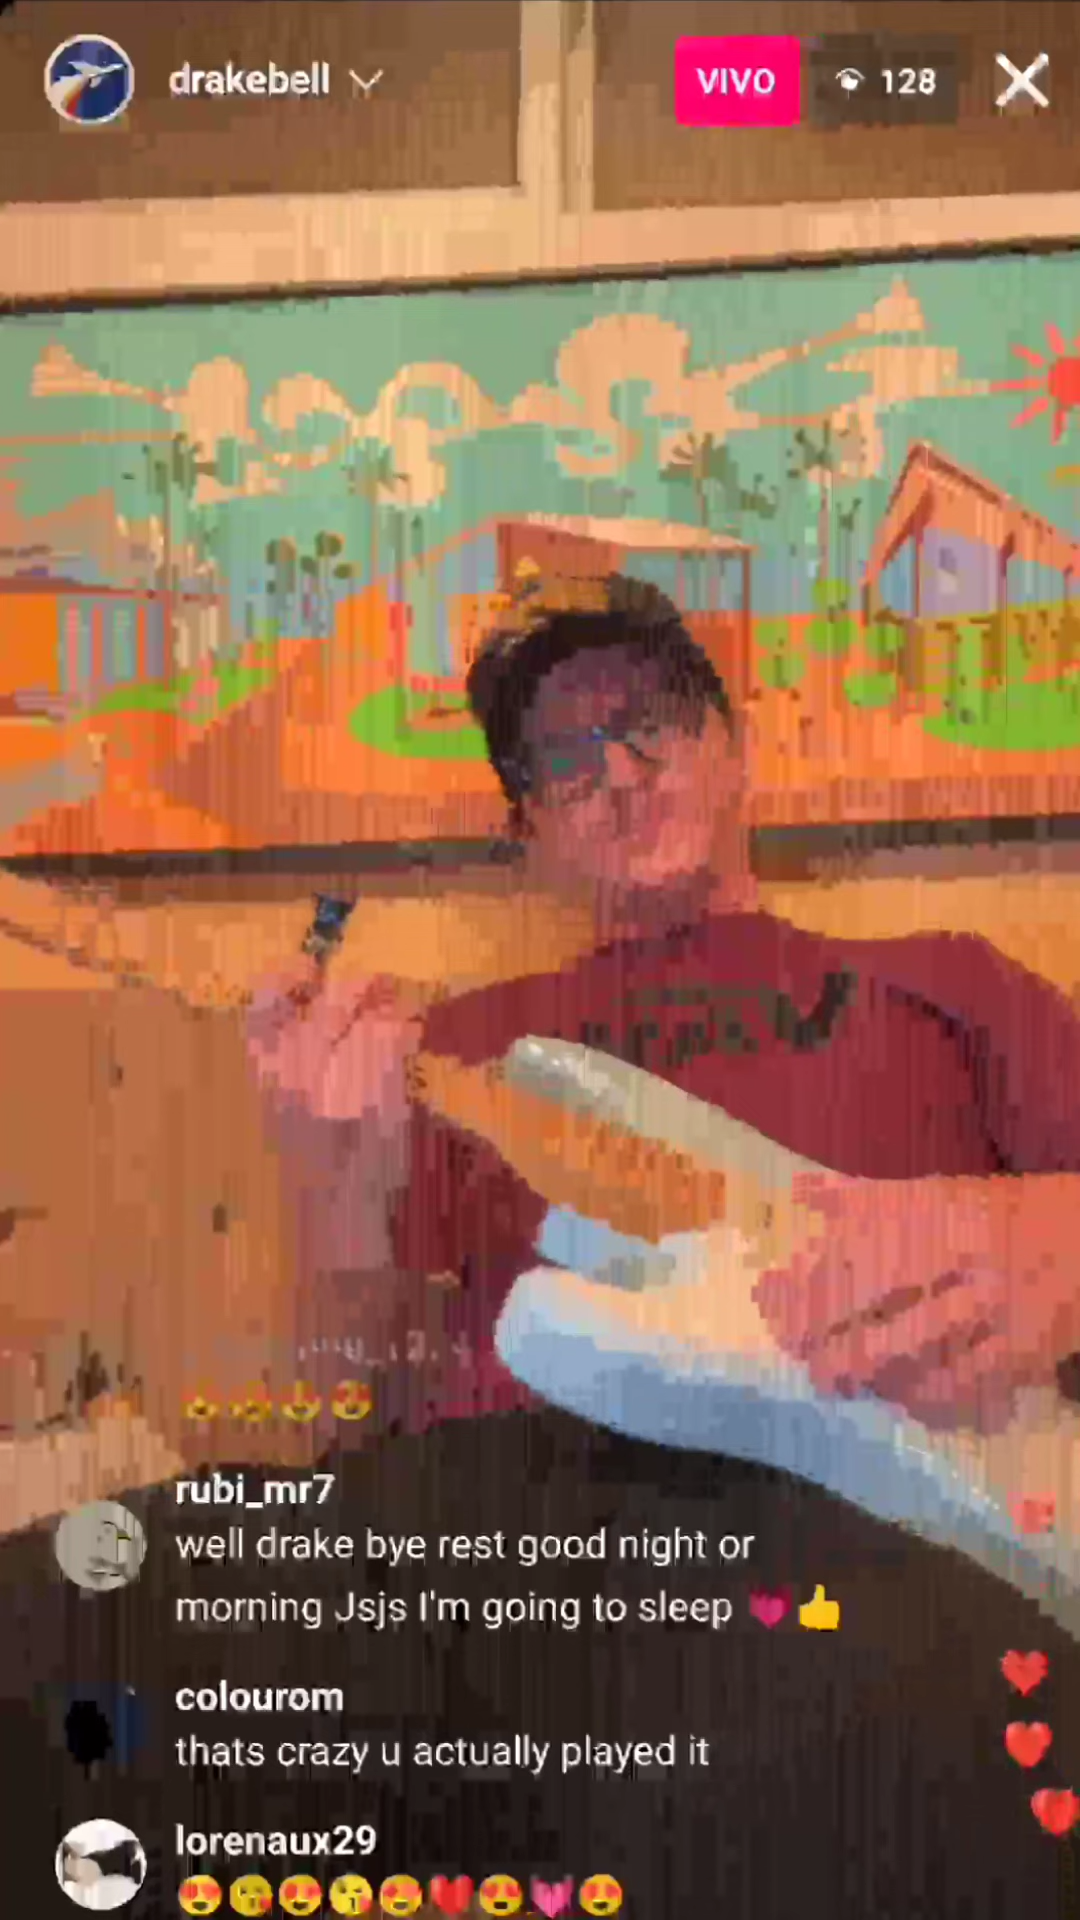 drakebell
VIVO
128
rubi_mr7
well drake bye rest good night or
morning Jsjs I'm going to sleep 💗👍
colourom
thats crazy u actually played it
lorenaux29
😍😘😍😘😍❤️😍💓😍